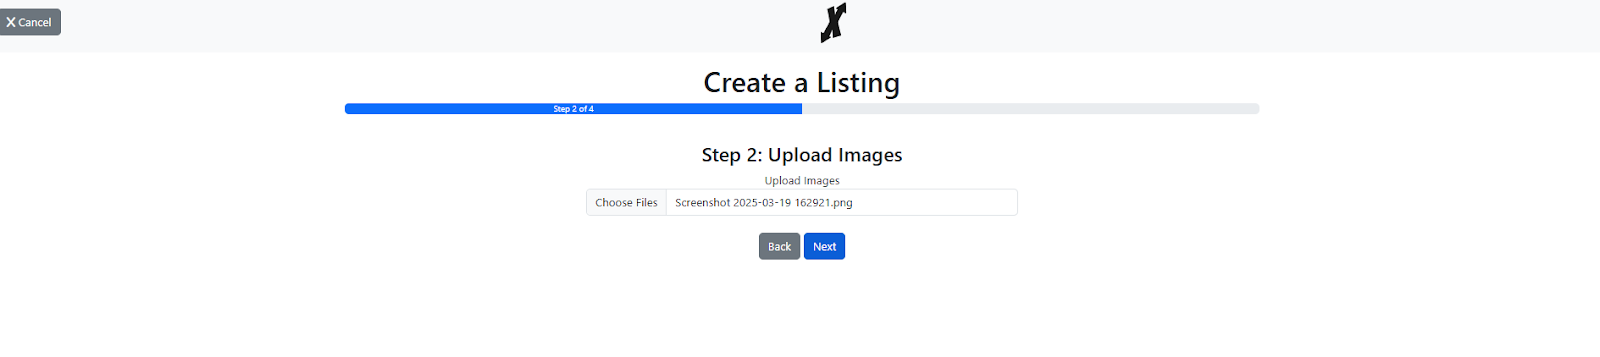 X Cancel
X
Create a Listing
Step 2 of 4
Step 2: Upload Images
Upload Images
Choose Files Screenshot 2025-03-19 162921.png
Back Next